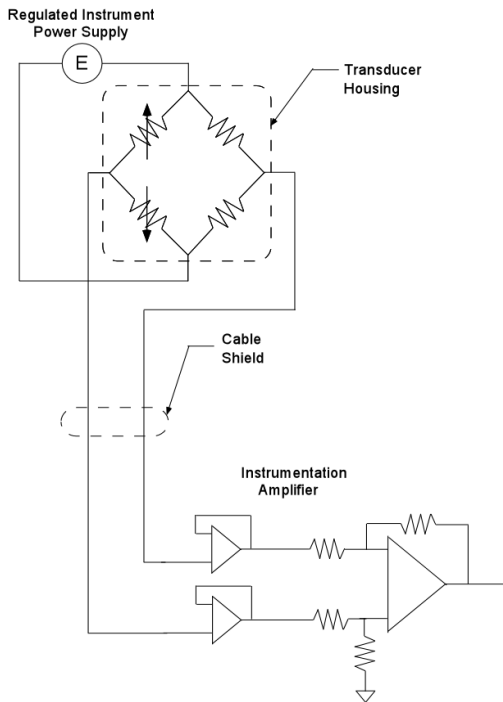 Regulated Instrument
Power Supply
E
Transducer
Housing
Cable
Shield
Instrumentation
Amplifier